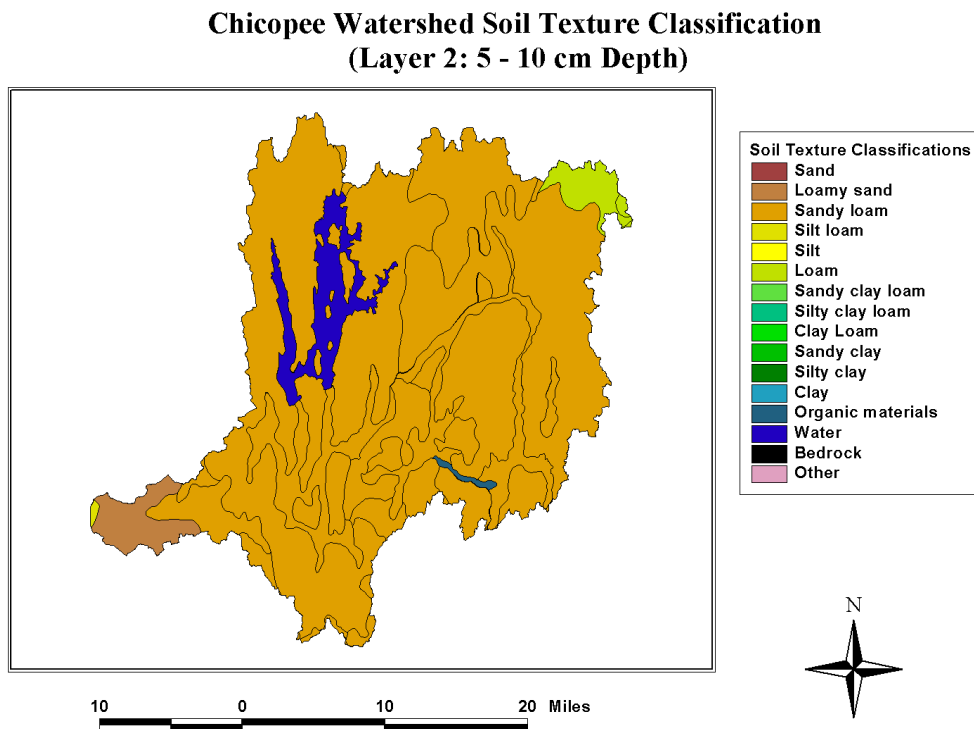 Chicopee Watershed Soil Texture Classification
(Layer 2: 5 - 10 cm Depth)
Soil Texture Classifications
Sand
Loamy sand
Sandy loam
Silt loam
Silt
Loam
Sandy clay loam
Silty clay loam
Clay Loam
Sandy clay
Silty clay
Clay
Organic materials
Water
Bedrock
Other
N
10 0 10 20 Miles